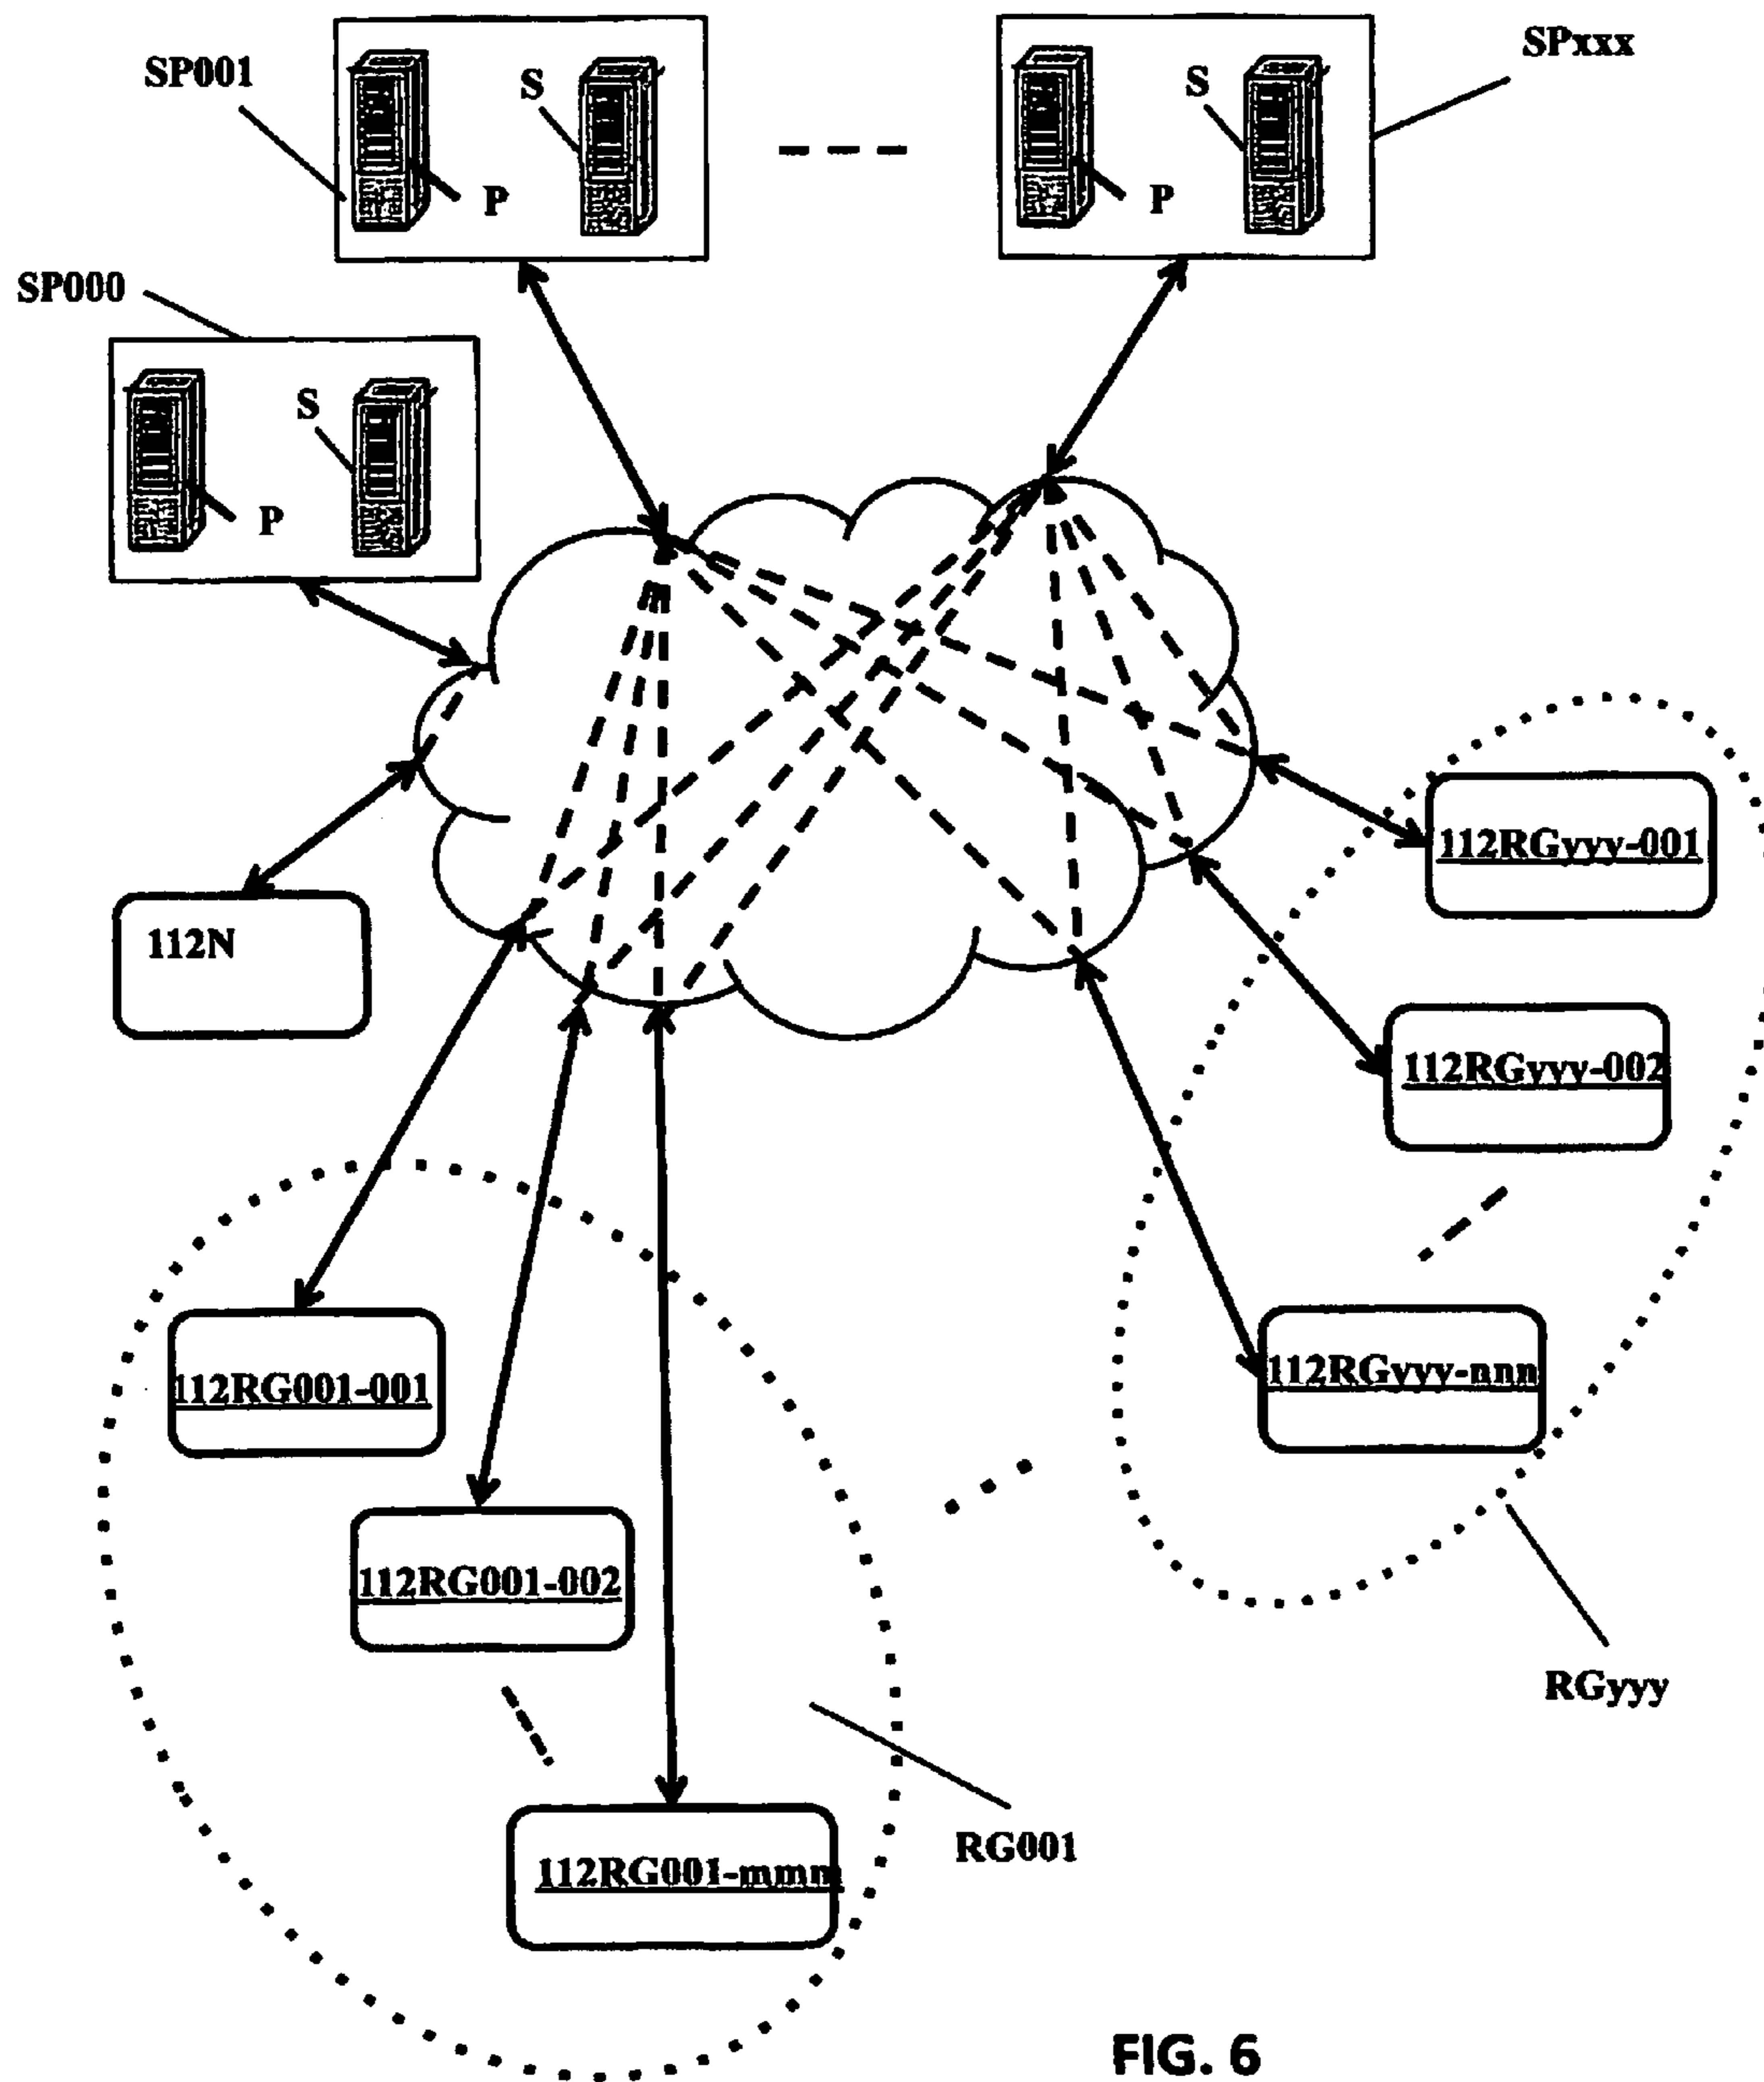 SPxxx
SP001
S
S
P
P
SP000
S
P
112RGyyy-001
112N
112RGyyy-002
112RGyyy-nnn
112RG001-001
112RG001-002
RGyyy
RG001
112RG001-mmm
FIG. 6